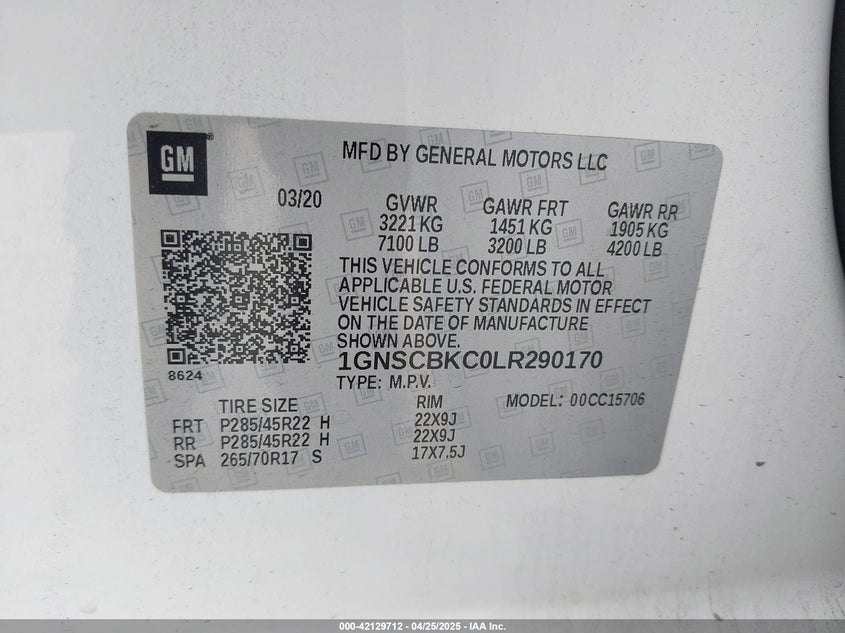 GM
MFD BY GENERAL MOTORS LLC
03/20 GVWR GAWR FRT GAWR RR
3221 KG 1451 KG 1905 KG
7100 LB 3200 LB 4200 LB
THIS VEHICLE CONFORMS TO ALL
APPLICABLE U.S. FEDERAL MOTOR
VEHICLE SAFETY STANDARDS IN EFFECT
ON THE DATE OF MANUFACTURE
SHOWN ABOVE.
1GNSCBKC0LR290170
8624
TYPE: M.P.V.
TIRE SIZE RIM MODEL: 00CC15706
FRT P285/45R22 H 22X9J
RR P285/45R22 H 22X9J
SPA 265/70R17 S 17X7.5J
000-42129712 - 04/25/2025 - IAA Inc.